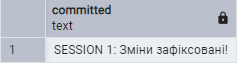 committed
text
1 SESSION 1: Зміни зафіксовані!